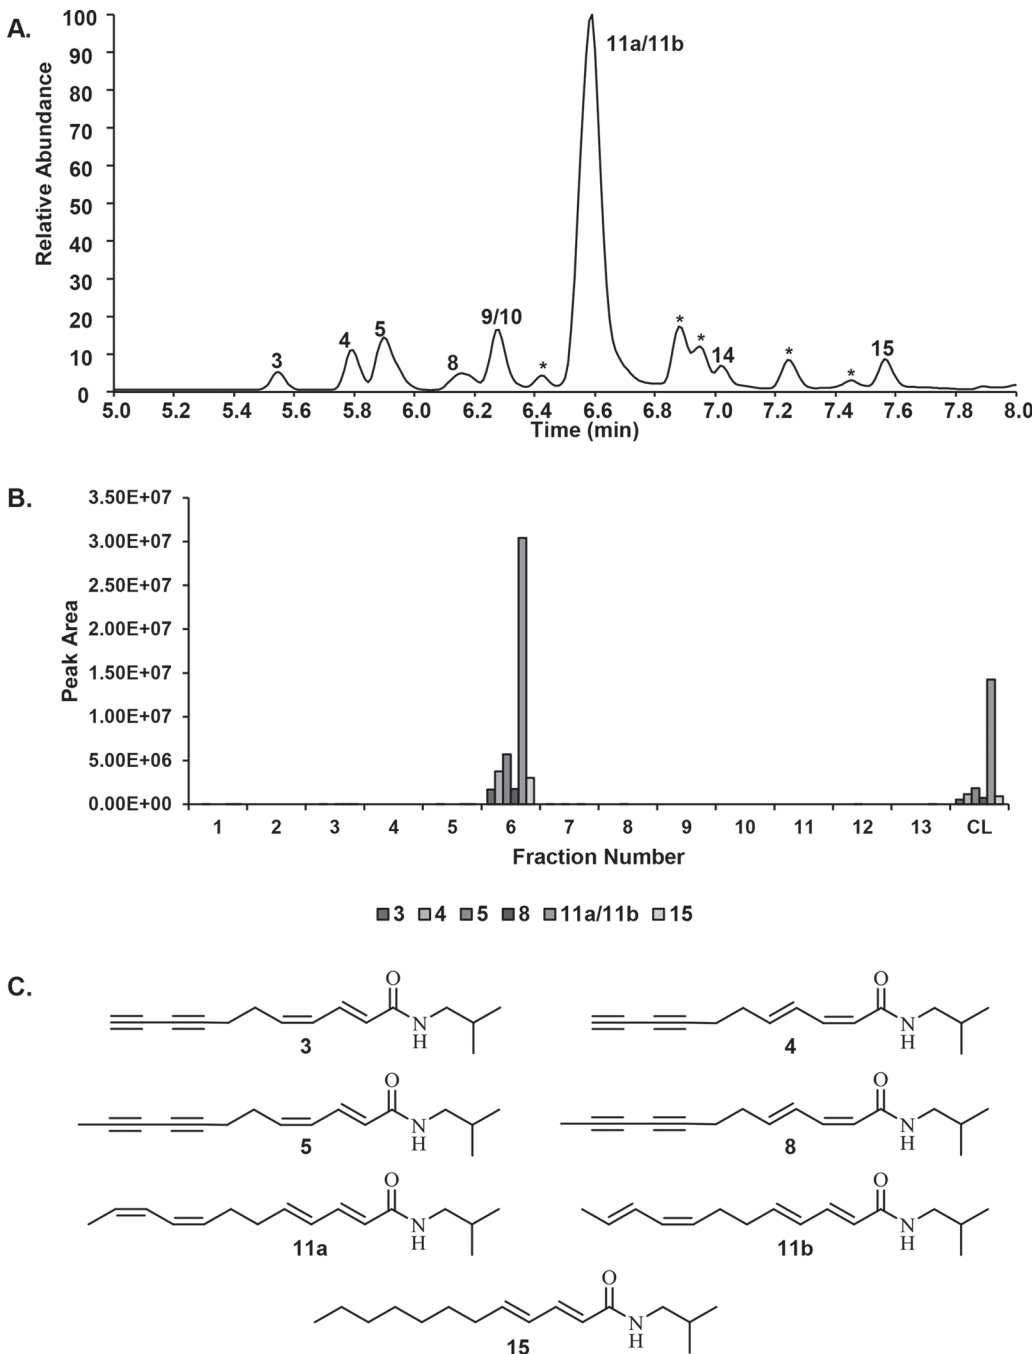 A.
Relative Abundance
100
90
80
70
60
50
40
30
20
10
0
11a/11b
3
4
5
8
9/10
*
*
*
14
*
*
15
5.0 5.2 5.4 5.6 5.8 6.0 6.2 6.4 6.6 6.8 7.0 7.2 7.4 7.6 7.8 8.0
Time (min)
B.
Peak Area
3.50E+07
3.00E+07
2.50E+07
2.00E+07
1.50E+07
1.00E+07
5.00E+06
0.00E+00
1 2 3 4 5 6 7 8 9 10 11 12 13 CL
Fraction Number
3 4 5 8 11a/11b 15
C.
O
N
H
3
O
N
H
4
O
N
H
5
O
N
H
8
O
N
H
11a
O
N
H
11b
O
N
H
15